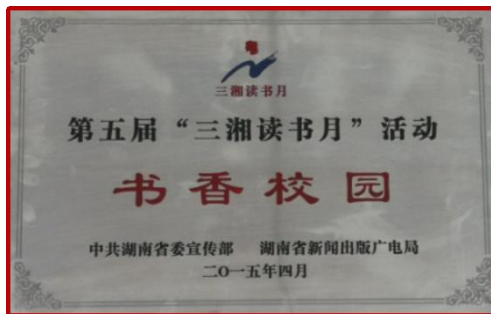 三湘读书月
第五届“三湘读书月”活动
书香校园
中共湖南省委宣传部 湖南省新闻出版广电局
二〇一五年四月